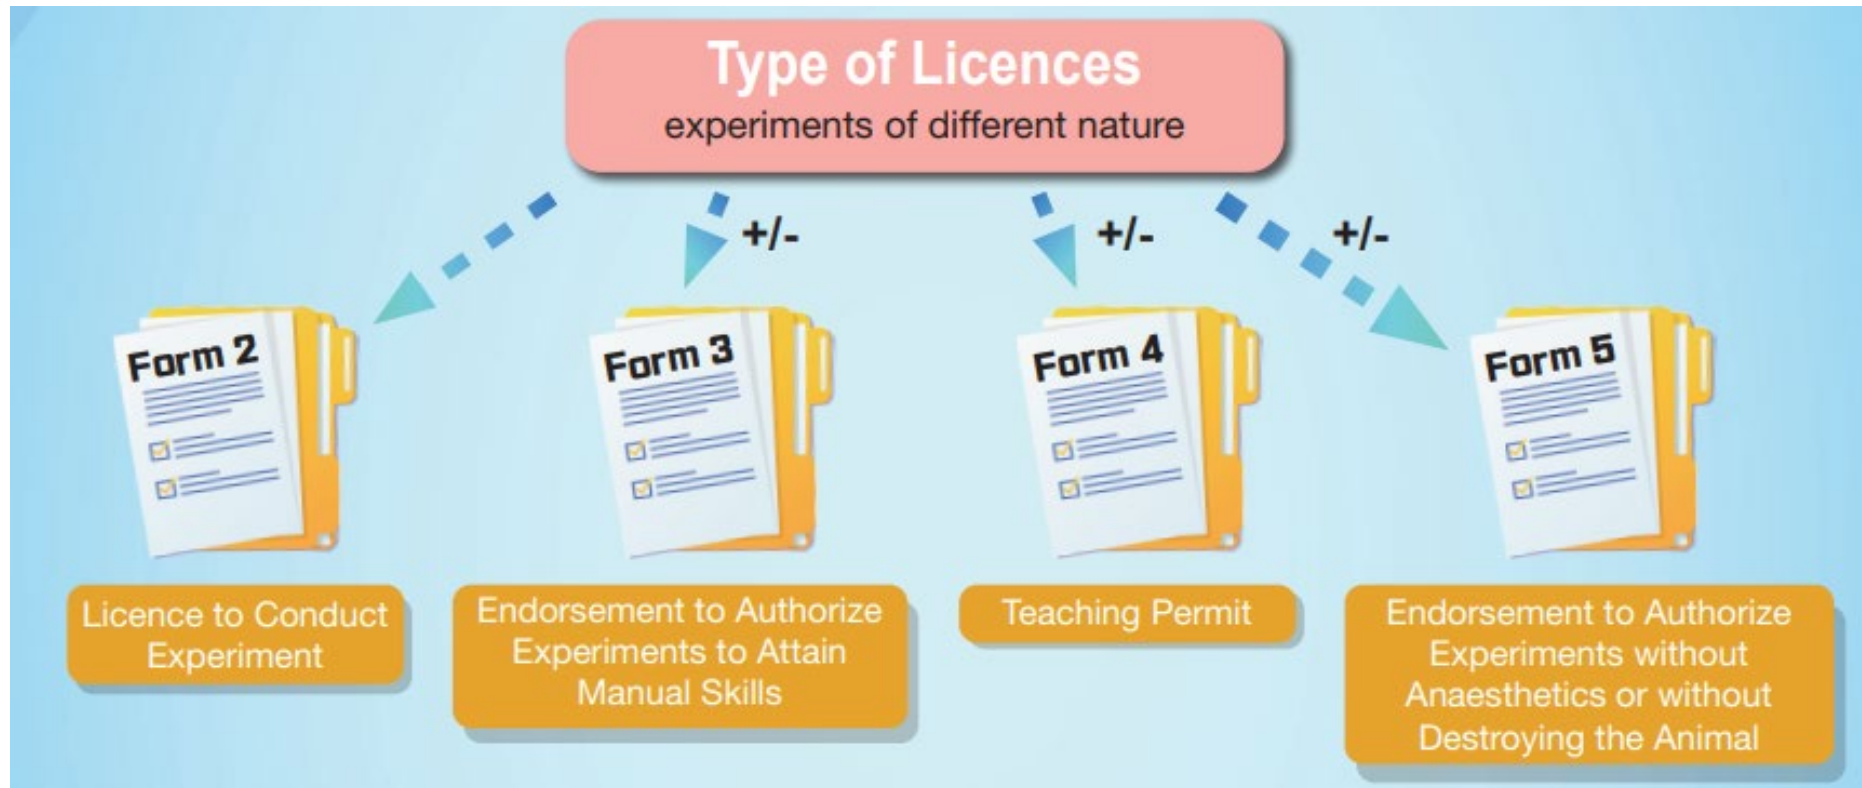 Type of Licences
experiments of different nature
+/-
+/-
+/-
Form 2
Form 3
Form 4
Form 5
Licence to Conduct
Experiment
Endorsement to Authorize
Experiments to Attain
Manual Skills
Teaching Permit
Endorsement to Authorize
Experiments without
Anaesthetics or without
Destroying the Animal